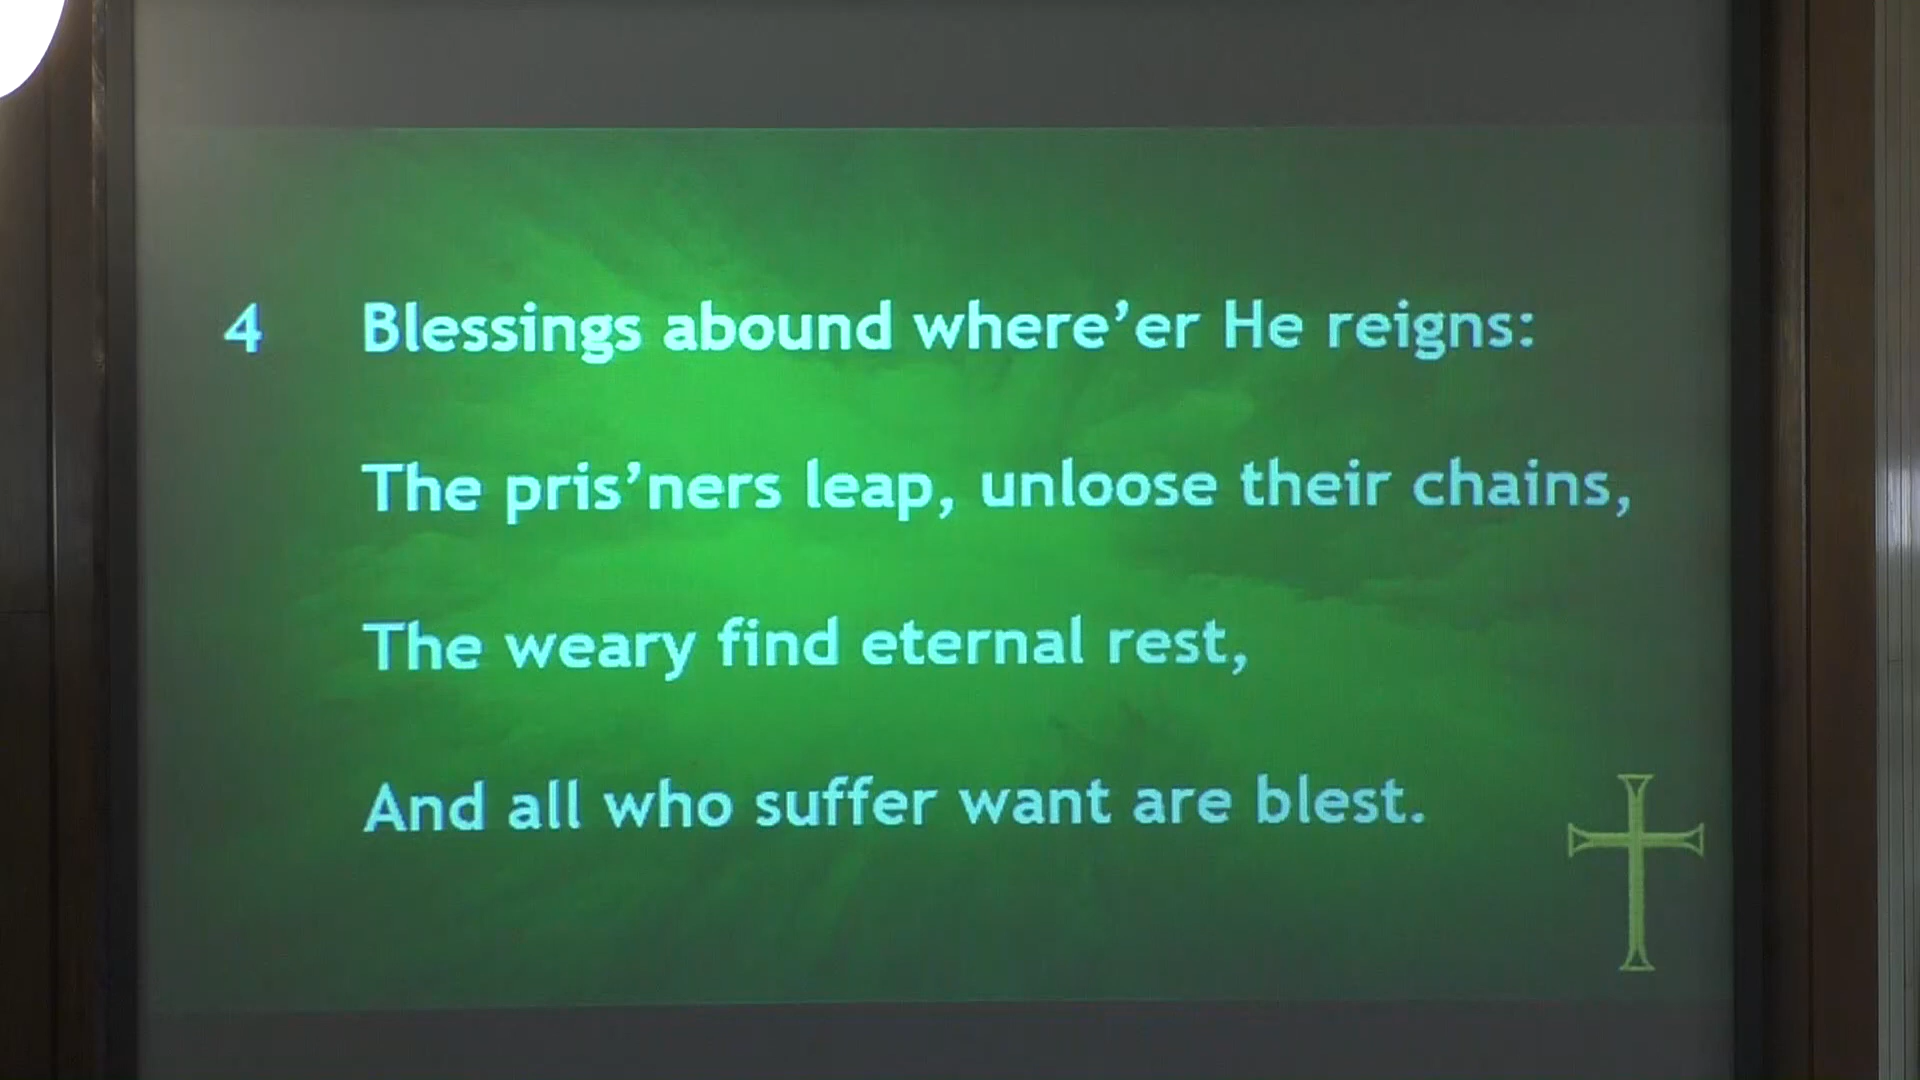 4 Blessings abound where’er He reigns:
The pris’ners leap, unloose their chains,
The weary find eternal rest,
And all who suffer want are blest.